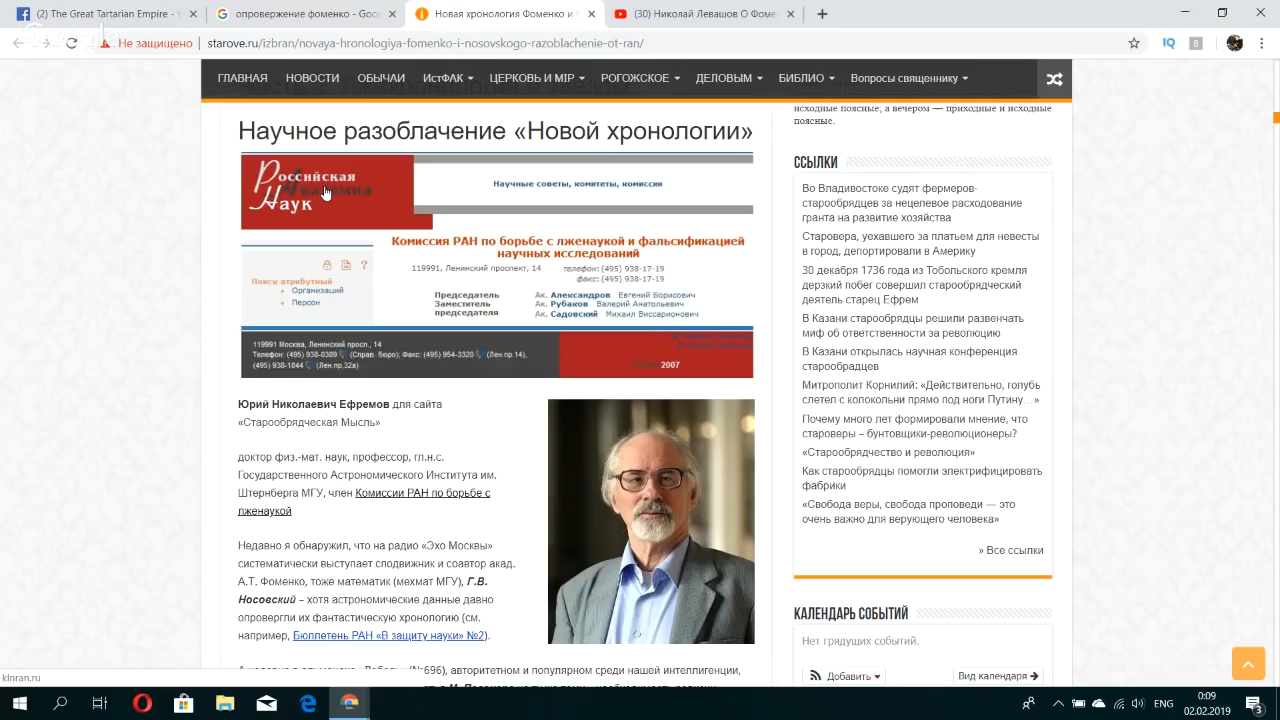 (2) Great Tartarian Empire - T
древо Григорий Богослов - Г
Новая хронология Фоменко и
(30) Николай Левашов О Фоме
Не защищено
starove.ru/izbran/novaya-hronologiya-fomenko-i-nosovskogo-razoblachenie-ot-ran/
ГЛАВНАЯ НОВОСТИ ОБЫЧАИ ИстФАК ЦЕРКОВЬ И МIР РОГОЖСКОЕ ДЕЛОВЫМ БИБЛИО Вопросы священнику
Научное разоблачение «Новой хронологии»
Российская
Академия
Наук
Научные советы, комитеты, комиссии
Комиссия РАН по борьбе с лженаукой и фальсификацией
научных исследований
119991, Ленинский проспект, 14
телефон: (495) 938-17-19
факс: (495) 938-17-19
Поиск атрибутный
Организаций
Персон
Председатель Ак. Александров Евгений Борисович
Заместитель Ак. Рубаков Валерий Анатольевич
председателя Ак. Садовский Михаил Виссарионович
119991 Москва, Ленинский просп., 14
Телефон: (495) 938-0309 (Справ. бюро); Факс: (495) 954-3320 (Лен.пр.14),
(495) 938-1844 (Лен.пр.32а)
2007
Юрий Николаевич Ефремов для сайта
«Старообрядческая Мысль»
доктор физ.-мат. наук, профессор, гл.н.с.
Государственного Астрономического Института им.
Штернберга МГУ, член Комиссии РАН по борьбе с
лженаукой
Недавно я обнаружил, что на радио «Эхо Москвы»
систематически выступает сподвижник и соавтор акад.
А.Т. Фоменко, тоже математик (мехмат МГУ), Г.В.
Носовский – хотя астрономические данные давно
опровергли их фантастическую хронологию (см.
например, Бюллетень РАН «В защиту науки» №2).
696), авторитетном и популярном среди нашей интеллигенции,
исходные поясные; а вечером — приходные и исходные
поясные.
ССЫЛКИ
Во Владивостоке судят фермеров-
старообрядцев за нецелевое расходование
гранта на развитие хозяйства
Старовера, уехавшего за платьем для невесты
в город, депортировали в Америку
30 декабря 1736 года из Тобольского кремля
дерзкий побег совершил старообрядческий
деятель старец Ефрем
В Казани старообрядцы решили развенчать
миф об ответственности за революцию
В Казани открылась научная конференция
старообрадцев
Митрополит Корнилий: «Действительно, голубь
слетел с колокольни прямо под ноги Путину…»
Почему много лет формировали мнение, что
староверы – бунтовщики-революционеры?
«Старообрядчество и революция»
Как старообрядцы помогли электрифицировать
фабрики
«Свобода веры, свобода проповеди — это
очень важно для верующего человека»
» Все ссылки
КАЛЕНДАРЬ СОБЫТИЙ
Нет грядущих событий.
Добавить
Вид календаря
klnran.ru
РУС
0:09
02.02.2019
3